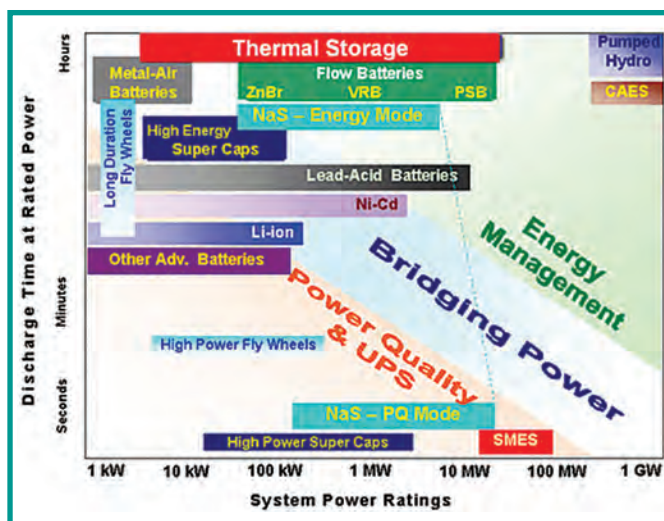 Hours
Minutes
Seconds
Discharge Time at Rated Power
Thermal Storage
Pumped
Hydro
CAES
Metal-Air
Batteries
Flow Batteries
ZnBr VRB PSB
NaS – Energy Mode
Long Duration
Fly Wheels
High Energy
Super Caps
Lead-Acid Batteries
Ni-Cd
Li-ion
Other Adv. Batteries
Energy
Management
Bridging Power
Power Quality
& UPS
High Power Fly Wheels
NaS – PQ Mode
High Power Super Caps
SMES
1 kW 10 kW 100 kW 1 MW 10 MW 100 MW 1 GW
System Power Ratings